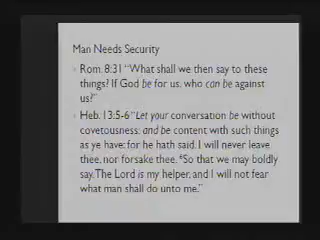 Man Needs Security
Rom. 8:31 "What shall we then say to these
things? If God be for us, who can be against
us?"
Heb. 13:5-6 "Let your conversation be without
covetousness; and be content with such things
as ye have: for he hath said, I will never leave
thee, nor forsake thee. 6So that we may boldly
say, The Lord is my helper, and I will not fear
what man shall do unto me."